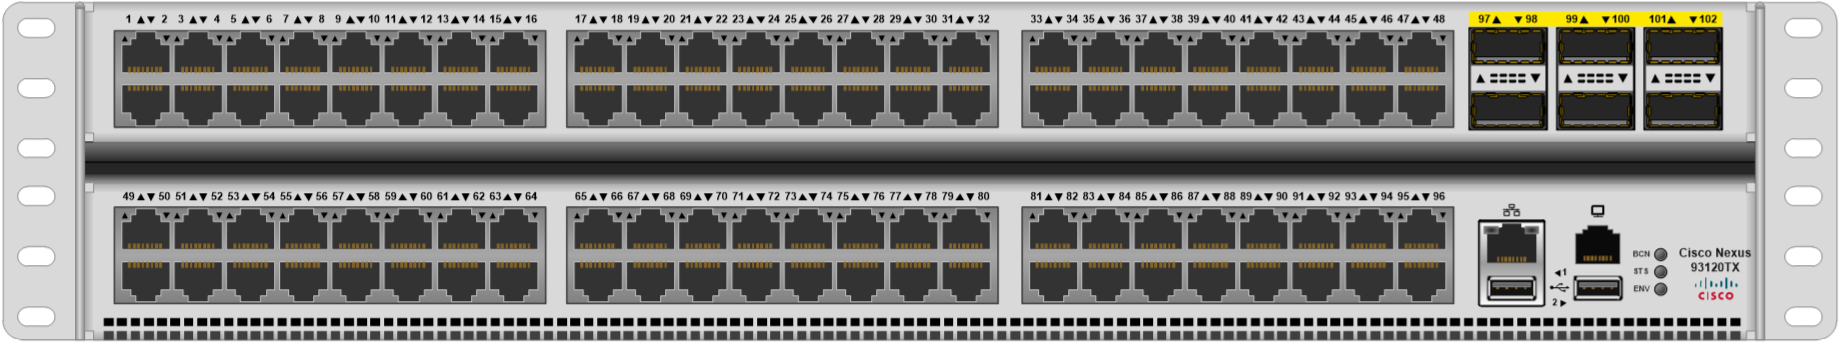 1 ▲▼ 2 3 ▲▼ 4 5 ▲▼ 6 7 ▲▼ 8 9 ▲▼ 10 11 ▲▼ 12 13 ▲▼ 14 15 ▲▼ 16
17 ▲▼ 18 19 ▲▼ 20 21 ▲▼ 22 23 ▲▼ 24 25 ▲▼ 26 27 ▲▼ 28 29 ▲▼ 30 31 ▲▼ 32
33 ▲▼ 34 35 ▲▼ 36 37 ▲▼ 38 39 ▲▼ 40 41 ▲▼ 42 43 ▲▼ 44 45 ▲▼ 46 47 ▲▼ 48
97▲ ▼98 99▲ ▼100 101▲ ▼102
49 ▲▼ 50 51 ▲▼ 52 53 ▲▼ 54 55 ▲▼ 56 57 ▲▼ 58 59 ▲▼ 60 61 ▲▼ 62 63 ▲▼ 64
65 ▲▼ 66 67 ▲▼ 68 69 ▲▼ 70 71 ▲▼ 72 73 ▲▼ 74 75 ▲▼ 76 77 ▲▼ 78 79 ▲▼ 80
81 ▲▼ 82 83 ▲▼ 84 85 ▲▼ 86 87 ▲▼ 88 89 ▲▼ 90 91 ▲▼ 92 93 ▲▼ 94 95 ▲▼ 96
◀1
2▶
BCN
STS
ENV
Cisco Nexus
93120TX
CISCO